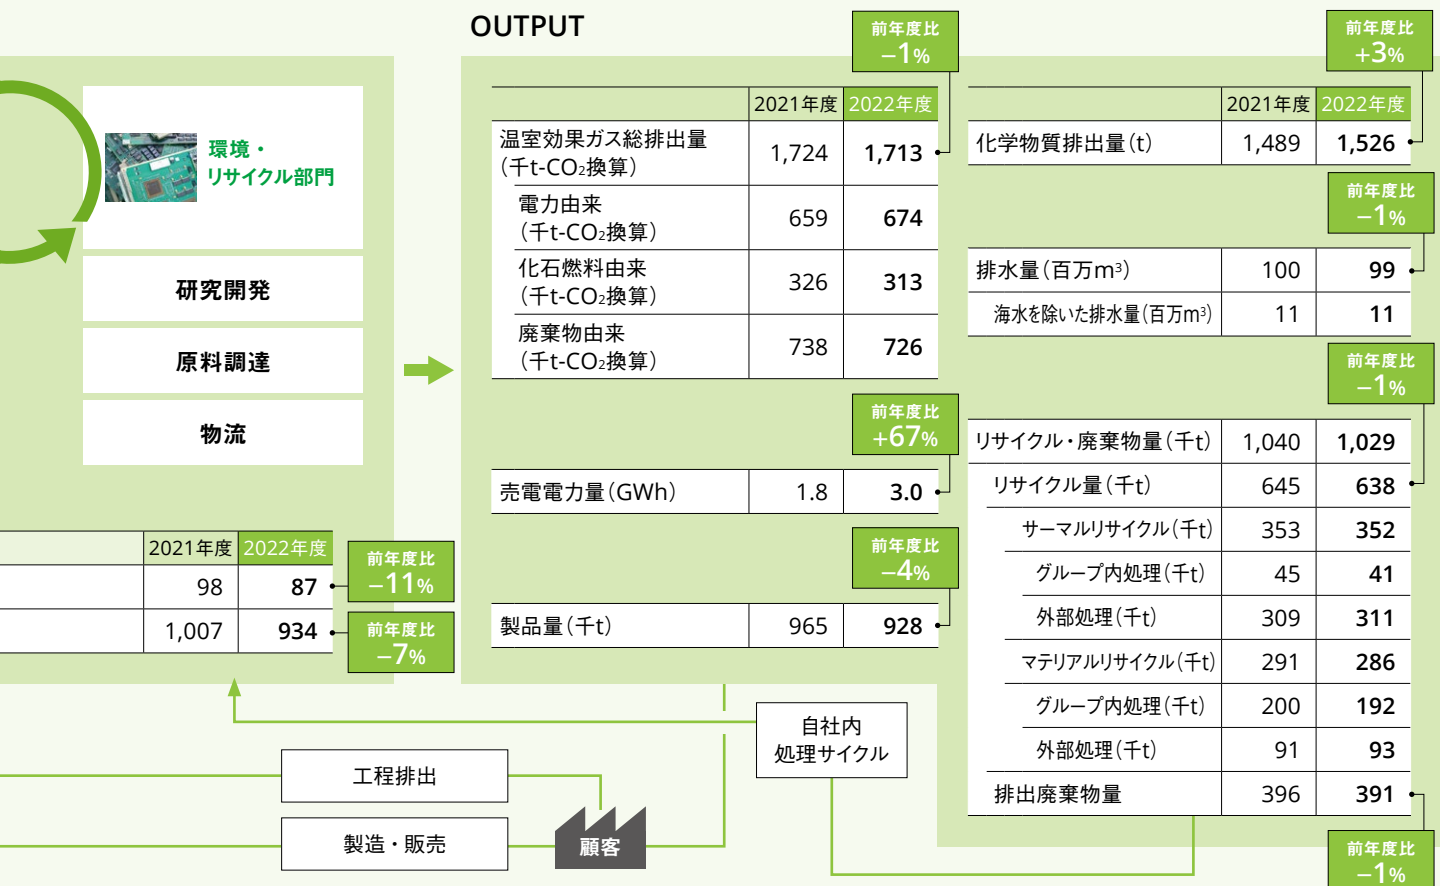 環境・
リサイクル部門
研究開発
原料調達
物流
2021年度 2022年度
98 87
前年度比
−11%
1,007 934
前年度比
−7%
OUTPUT
前年度比
−1%
2021年度 2022年度
温室効果ガス総排出量
(千t-CO₂換算) 1,724 1,713
電力由来
(千t-CO₂換算) 659 674
化石燃料由来
(千t-CO₂換算) 326 313
廃棄物由来
(千t-CO₂換算) 738 726
前年度比
+67%
売電電力量(GWh) 1.8 3.0
前年度比
−4%
製品量(千t) 965 928
前年度比
+3%
2021年度 2022年度
化学物質排出量(t) 1,489 1,526
前年度比
−1%
排水量(百万m³) 100 99
海水を除いた排水量(百万m³) 11 11
前年度比
−1%
リサイクル・廃棄物量(千t) 1,040 1,029
リサイクル量(千t) 645 638
サーマルリサイクル(千t) 353 352
グループ内処理(千t) 45 41
外部処理(千t) 309 311
マテリアルリサイクル(千t) 291 286
グループ内処理(千t) 200 192
外部処理(千t) 91 93
排出廃棄物量 396 391
前年度比
−1%
自社内
処理サイクル
工程排出
製造・販売
顧客